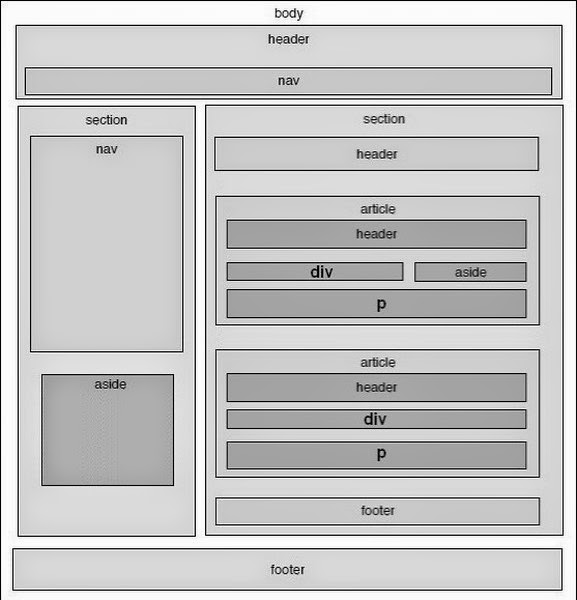 body
header
nav
section
nav
aside
section
header
article
header
div
aside
p
article
header
div
p
footer
footer